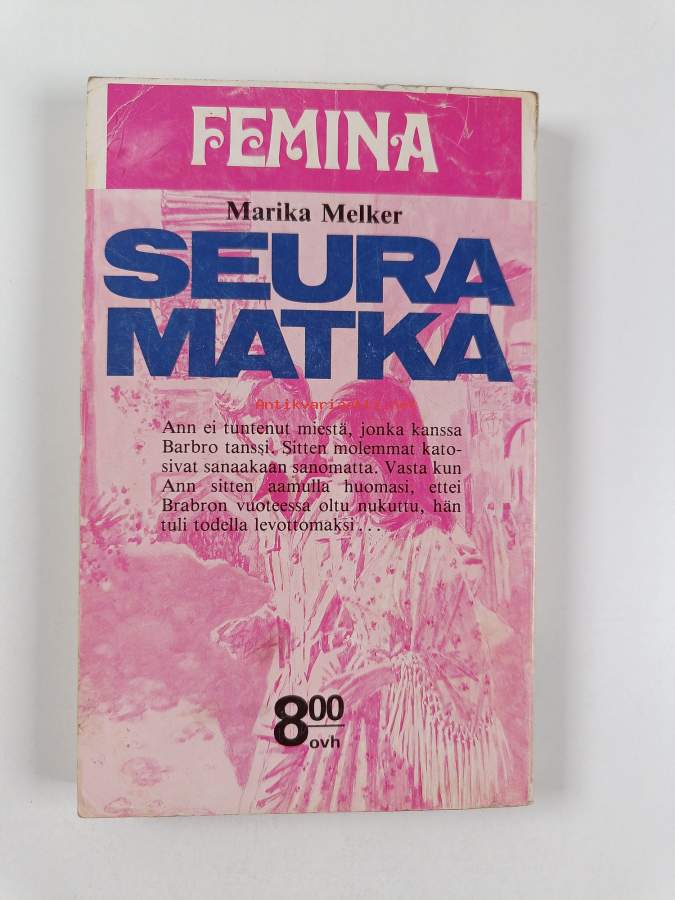 FEMINA
Marika Melker
SEURA
MATKA
Antikvariaatti.net
Ann ei tuntenut miestä, jonka kanssa
Barbro tanssi. Sitten molemmat kato-
sivat sanaakaan sanomatta. Vasta kun
Ann sitten aamulla huomasi, ettei
Brabron vuoteessa oltu nukuttu, hän
tuli todella levottomaksi...
8.00
ovh